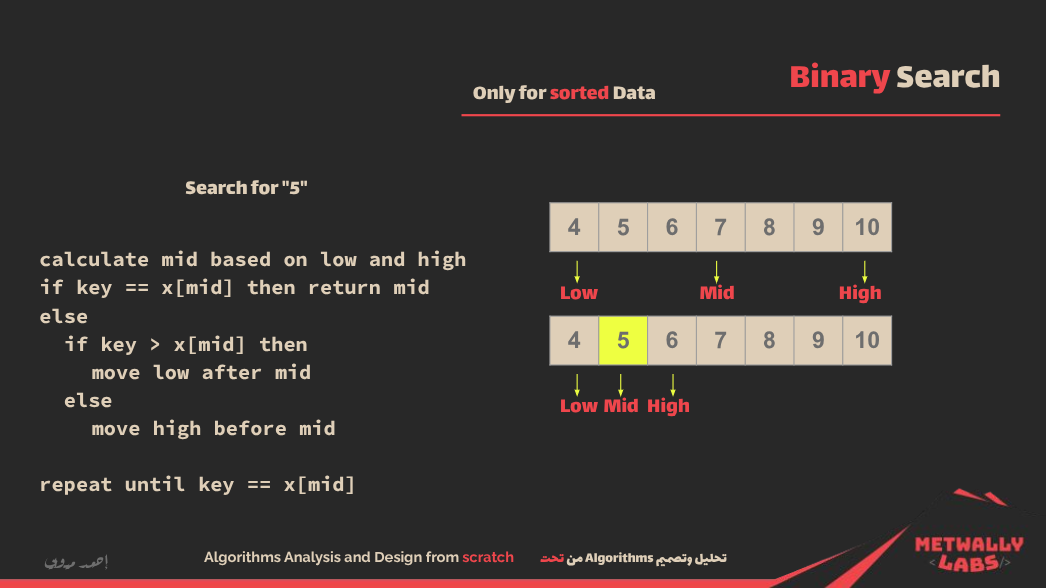 Binary Search
Only for sorted Data
Search for "5"
calculate mid based on low and high
if key == x[mid] then return mid
else
if key > x[mid] then
move low after mid
else
move high before mid
repeat until key == x[mid]
4 5 6 7 8 9 10
Low Mid High
4 5 6 7 8 9 10
Low Mid High
Algorithms Analysis and Design from scratch
تحليل وتصميم Algorithms من تحت
METWALLY
<LABS/>